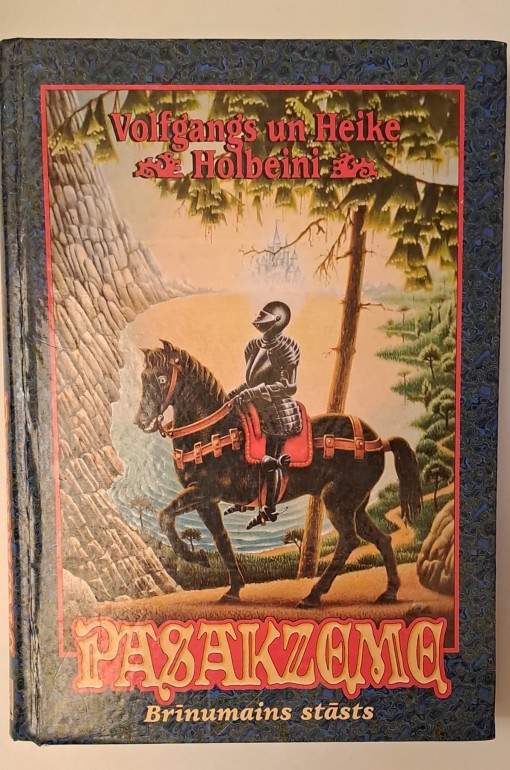 Volfgangs un Heike
Holbeini
PASAKZEME
Brīnumains stāsts